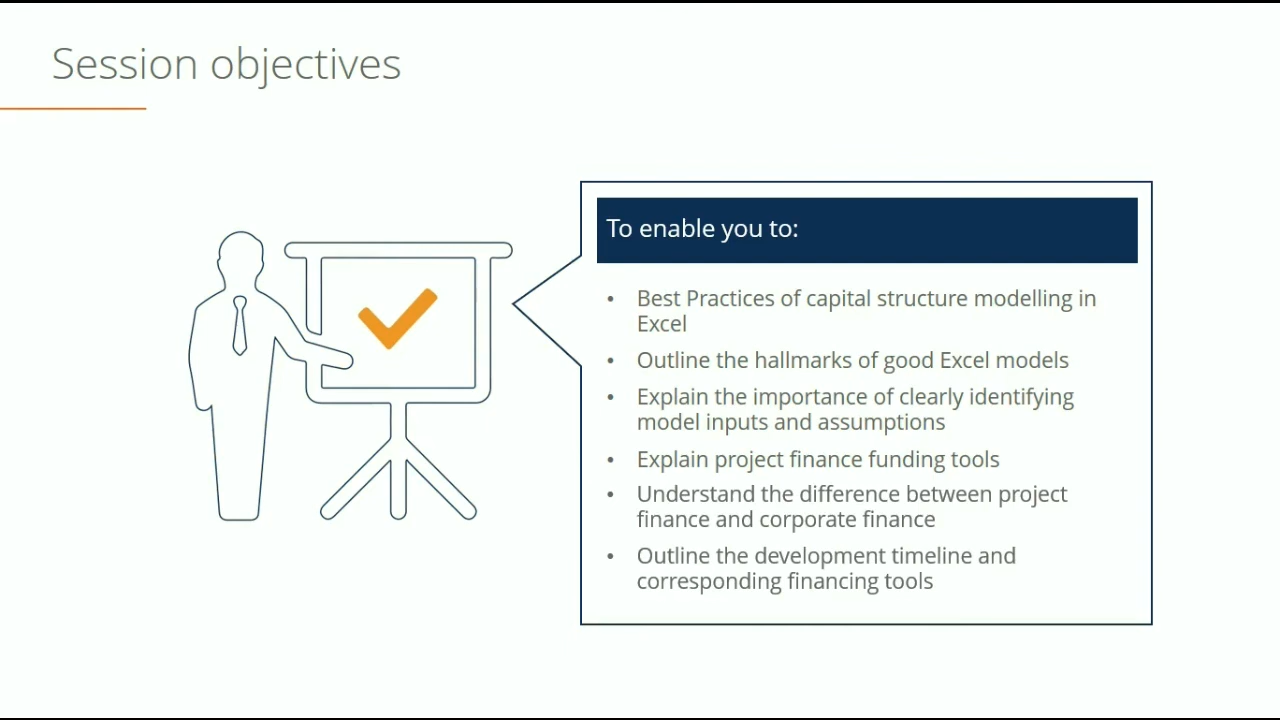 Session objectives
To enable you to:
• Best Practices of capital structure modelling in
Excel
• Outline the hallmarks of good Excel models
• Explain the importance of clearly identifying
model inputs and assumptions
• Explain project finance funding tools
• Understand the difference between project
finance and corporate finance
• Outline the development timeline and
corresponding financing tools